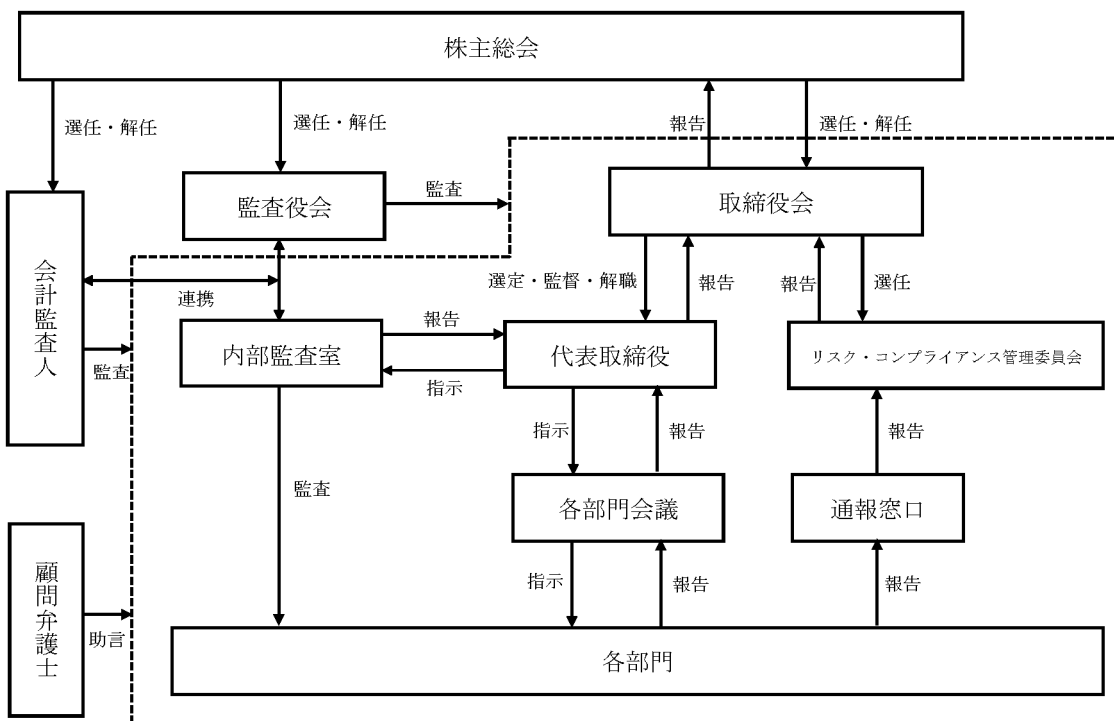 株主総会
選任・解任
選任・解任
報告
選任・解任
監査役会
監査
取締役会
会計監査人
連携
選定・監督・解職
報告
報告
選任
内部監査室
報告
指示
代表取締役
リスク・コンプライアンス管理委員会
監査
監査
指示
報告
報告
各部門会議
通報窓口
顧問弁護士
助言
指示
報告
報告
各部門